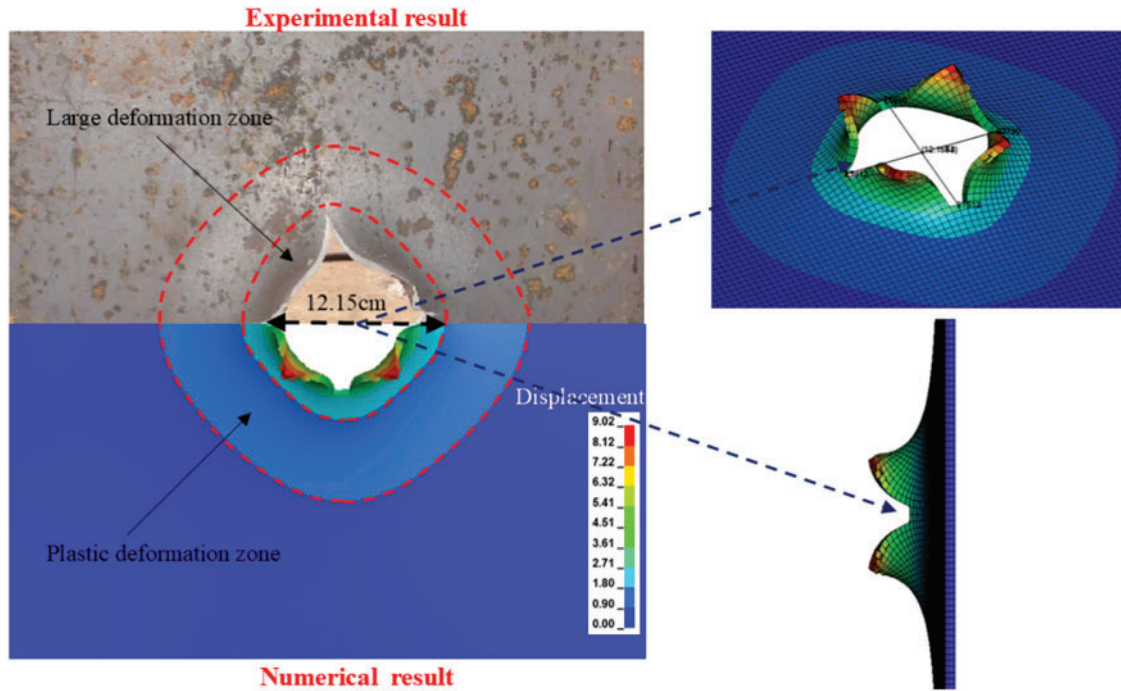 Experimental result
Large deformation zone
12.15cm
Displacement
9.02
8.12
7.22
6.32
5.41
4.51
3.61
2.71
1.80
0.90
0.00
Plastic deformation zone
Numerical result